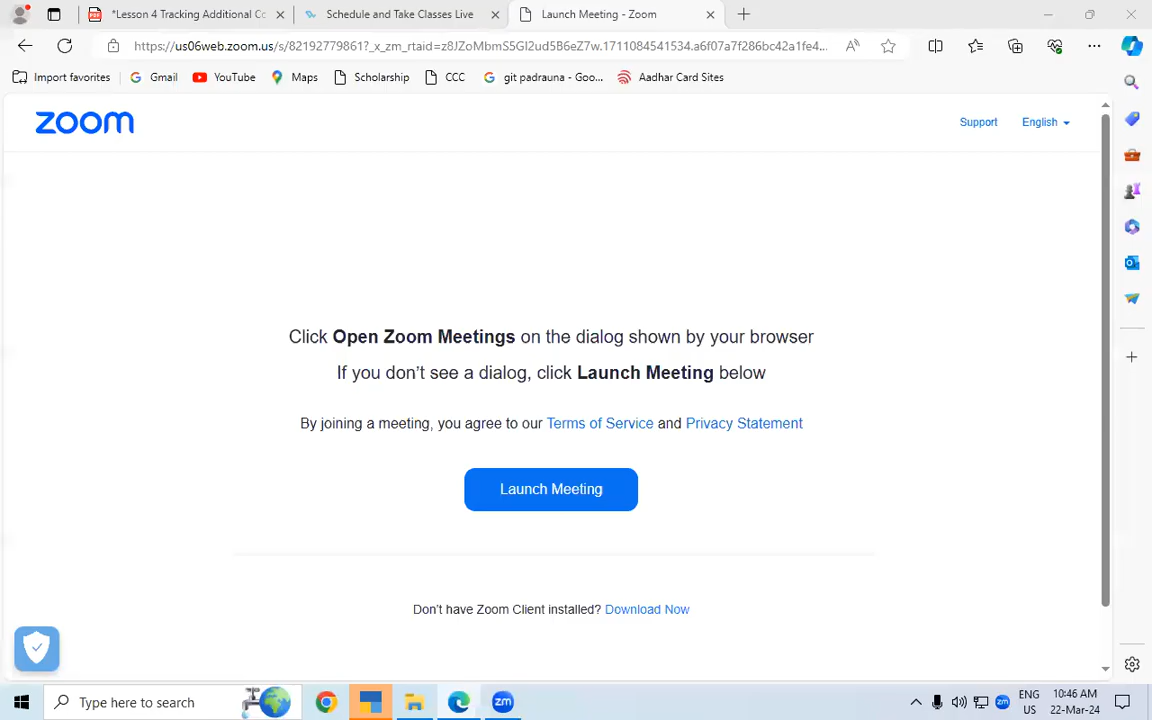 *Lesson 4 Tracking Additional Cc
Schedule and Take Classes Live
Launch Meeting - Zoom
https://us06web.zoom.us/s/82192779861?_x_zm_rtaid=z8JZoMbmS5GI2ud5B6eZ7w.1711084541534.a6f07a7f286bc42a1fe4...
Import favorites
Gmail
YouTube
Maps
Scholarship
CCC
git padrauna - Goo...
Aadhar Card Sites
zoom
Support
English
Click Open Zoom Meetings on the dialog shown by your browser
If you don't see a dialog, click Launch Meeting below
By joining a meeting, you agree to our Terms of Service and Privacy Statement
Launch Meeting
Don't have Zoom Client installed? Download Now
Type here to search
zm
zm
ENG
US
10:46 AM
22-Mar-24